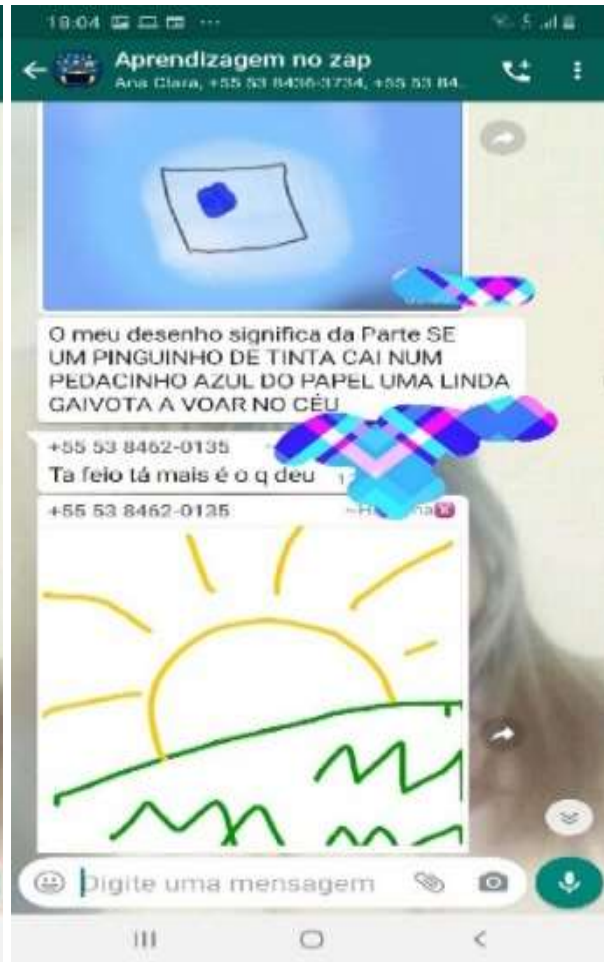 18:04
Aprendizagem no zap
Ana Clara, +55 53 8436-3734, +55 53 84..
O meu desenho significa da Parte SE
UM PINGUINHO DE TINTA CAI NUM
PEDACINHO AZUL DO PAPEL UMA LINDA
GAIVOTA A VOAR NO CÉU
+55 53 8462-0135
Ta feio tá mais é o q deu
+55 53 8462-0135
Digite uma mensagem